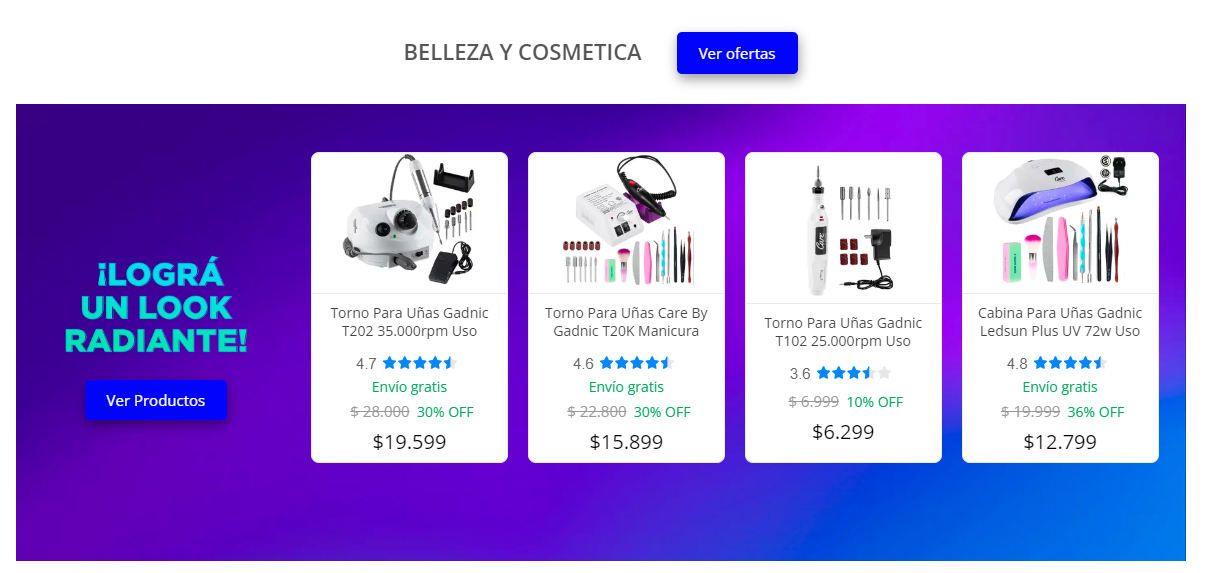 BELLEZA Y COSMETICA
Ver ofertas
¡LOGRÁ
UN LOOK
RADIANTE!
Ver Productos
Torno Para Uñas Gadnic
T202 35.000rpm Uso
4.7
Envío gratis
$ 28.000 30% OFF
$19.599
Torno Para Uñas Care By
Gadnic T20K Manicura
4.6
Envío gratis
$ 22.800 30% OFF
$15.899
Care
Torno Para Uñas Gadnic
T102 25.000rpm Uso
3.6
$ 6.999 10% OFF
$6.299
Cabina Para Uñas Gadnic
Ledsun Plus UV 72w Uso
4.8
Envío gratis
$ 19.999 36% OFF
$12.799